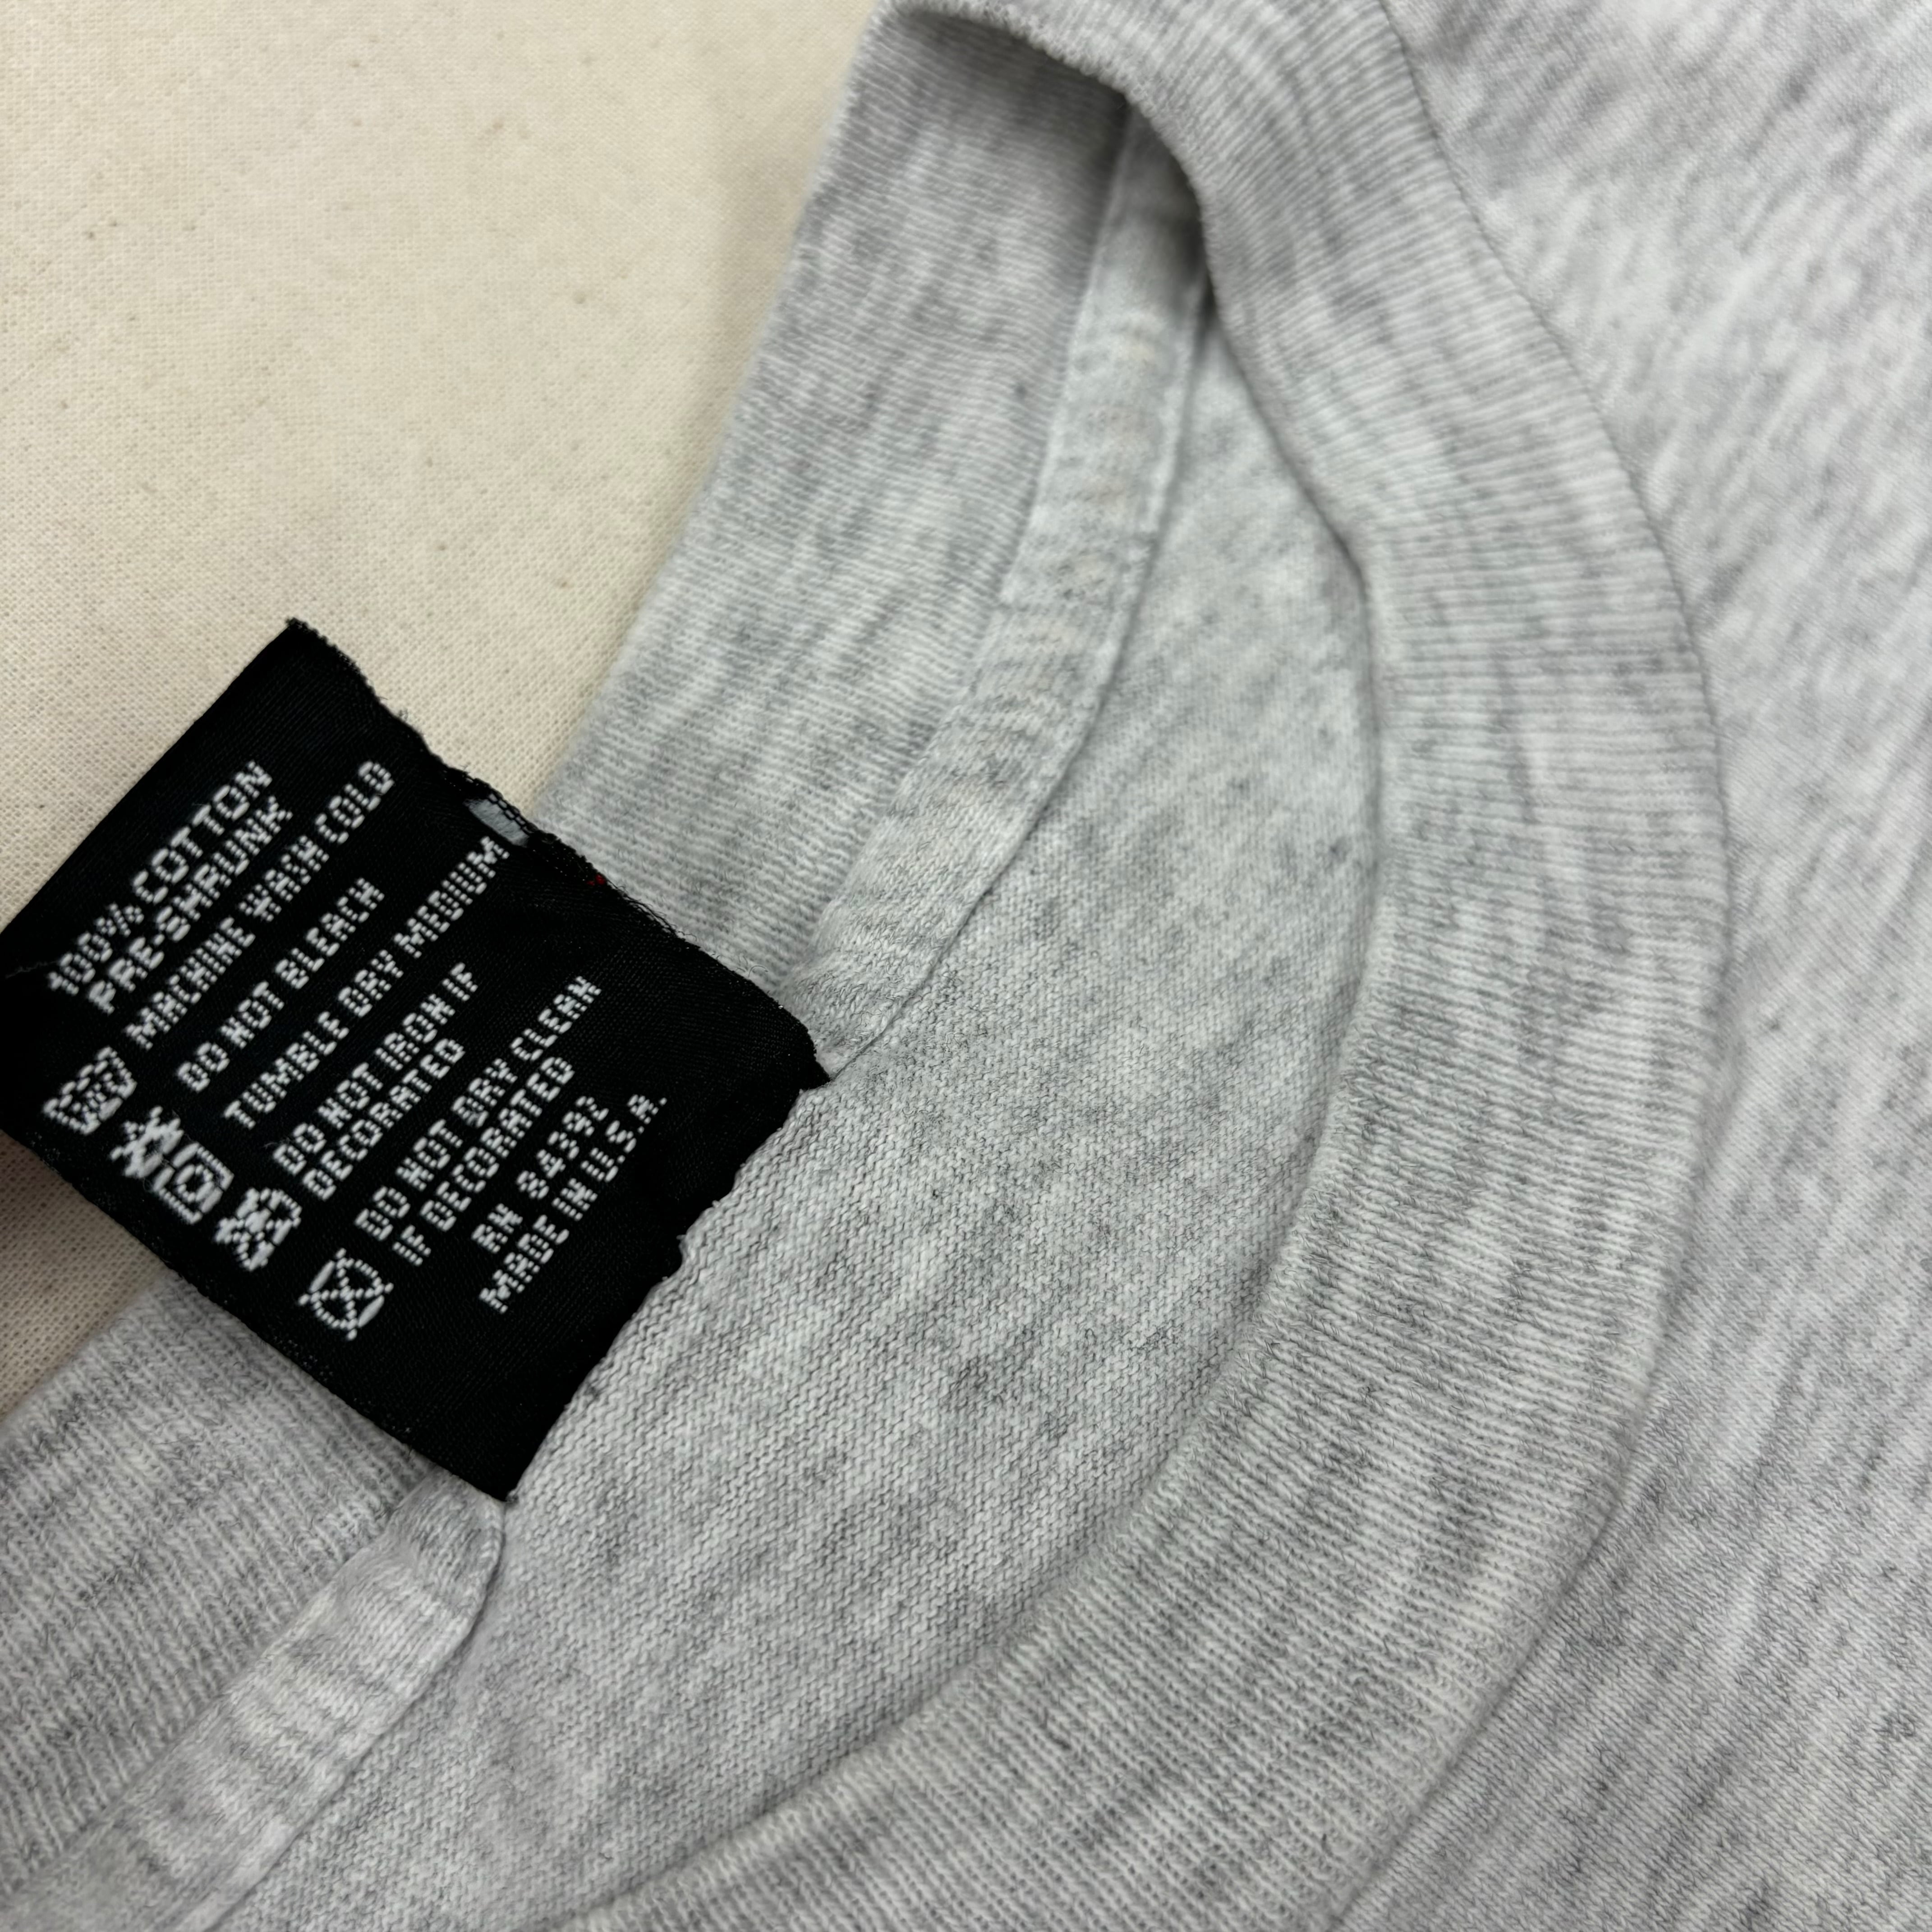 100% COTTON
PRE-SHRUNK
MACHINE WASH COLD
DO NOT BLEACH
TUMBLE DRY MEDIUM
DO NOT IRON IF
DECORATED
DO NOT DRY CLEAN
IF DECORATED
RN 84392
MADE IN U.S.A.